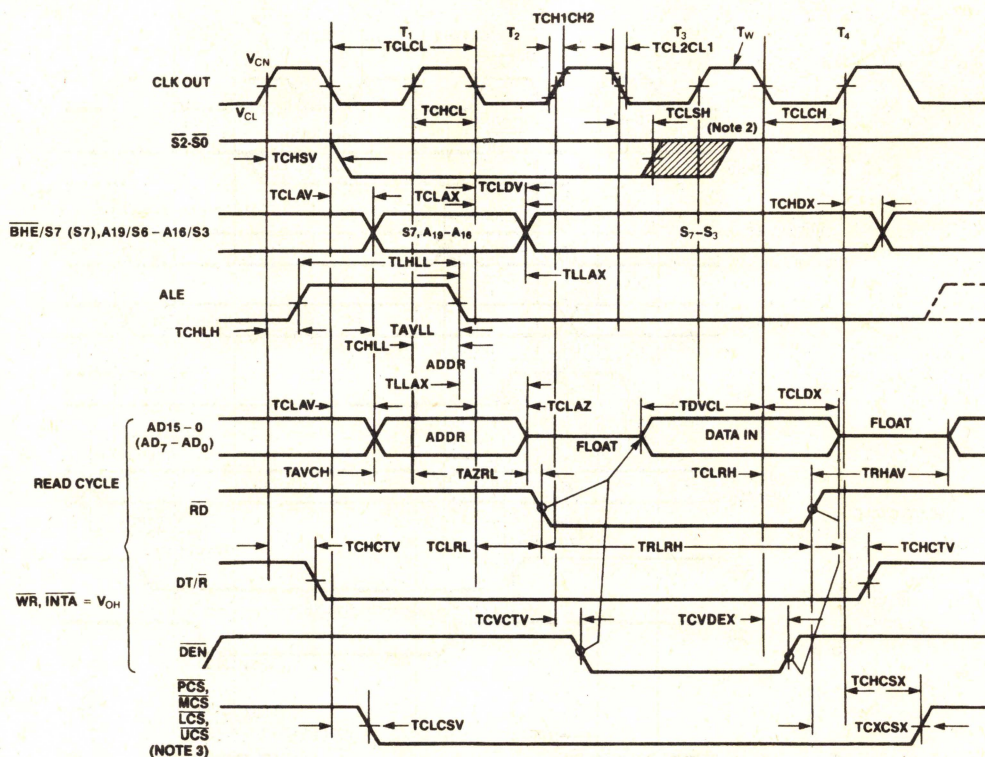 TCH1CH2
T1 T2 T3 TW T4
TCLCL TCL2CL1
VCN
CLK OUT
VCL
TCHCL TCLSH TCLCH
(Note 2)
S2-S0
TCHSV
TCLDV
TCLAV TCLAX TCHDX
BHE/S7 (S7), A19/S6 – A16/S3 S7, A19–A16 S7–S3
TLHLL
TLLAX
ALE
TCHLH TAVLL
TCHLL
ADDR
TLLAX
TCLAV TCLAZ TDVCL TCLDX
AD15-0
(AD7 – AD0)
ADDR FLOAT DATA IN FLOAT
TAVCH TAZRL TCLRH TRHAV
READ CYCLE
RD
TCHCTV TCLRL TRLRH TCHCTV
DT/R
WR, INTA = VOH
TCVCTV TCVDEX
DEN
PCS,
MCS
LCS,
UCS
(NOTE 3)
TCHCSX
TCLCSV TCXCSX